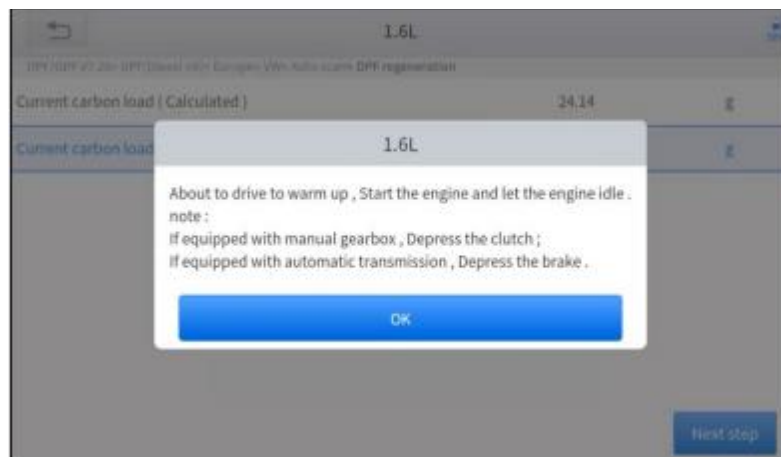 1.6L
DPF regeneration
Current carbon load ( Calculated ) 24.14 g
Current carbon load g
1.6L
About to drive to warm up , Start the engine and let the engine idle .
note :
If equipped with manual gearbox , Depress the clutch ;
If equipped with automatic transmission , Depress the brake .
OK
Next step